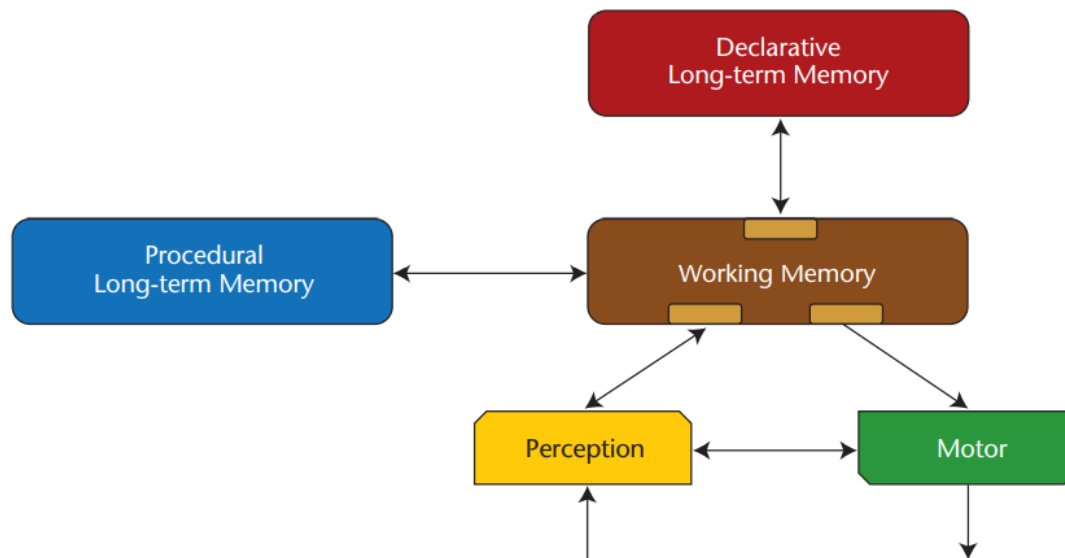 Declarative
Long-term Memory
Procedural
Long-term Memory
Working Memory
Perception
Motor